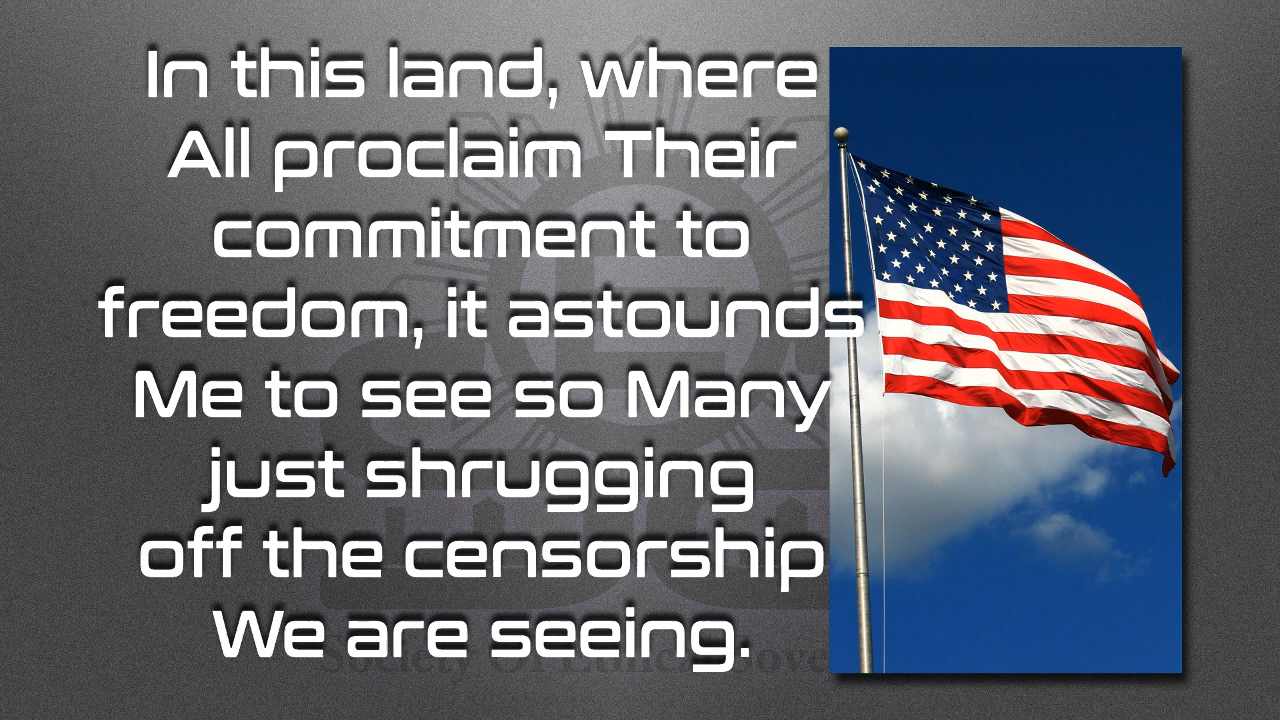 In this land, where
All proclaim Their
commitment to
freedom, it astounds
Me to see so Many
just shrugging
off the censorship
We are seeing.